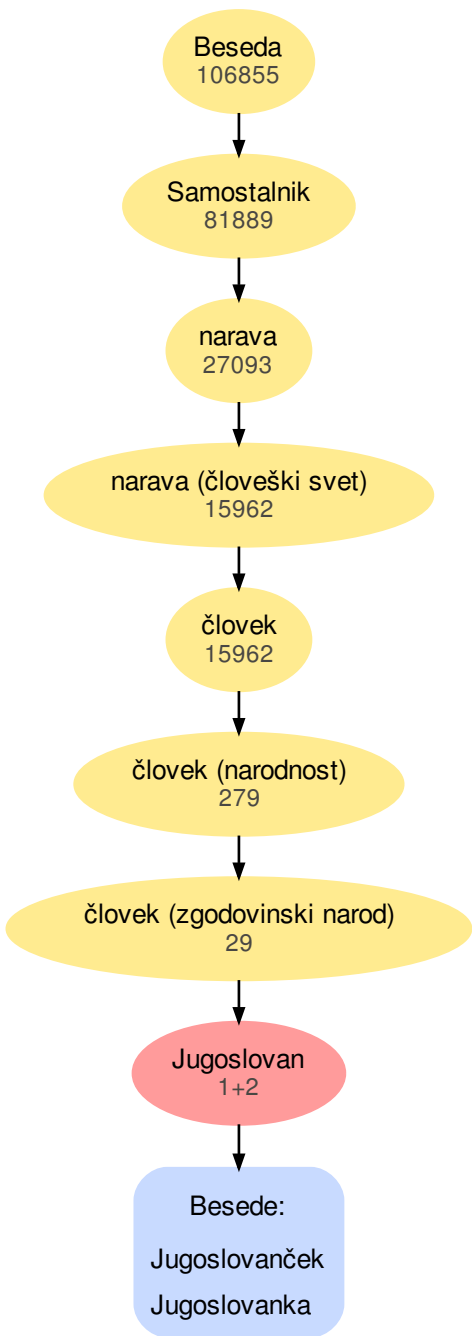 Beseda
106855
Samostalnik
81889
narava
27093
narava (človeški svet)
15962
človek
15962
človek (narodnost)
279
človek (zgodovinski narod)
29
Jugoslovan
1+2
Besede:
Jugoslovanček
Jugoslovanka